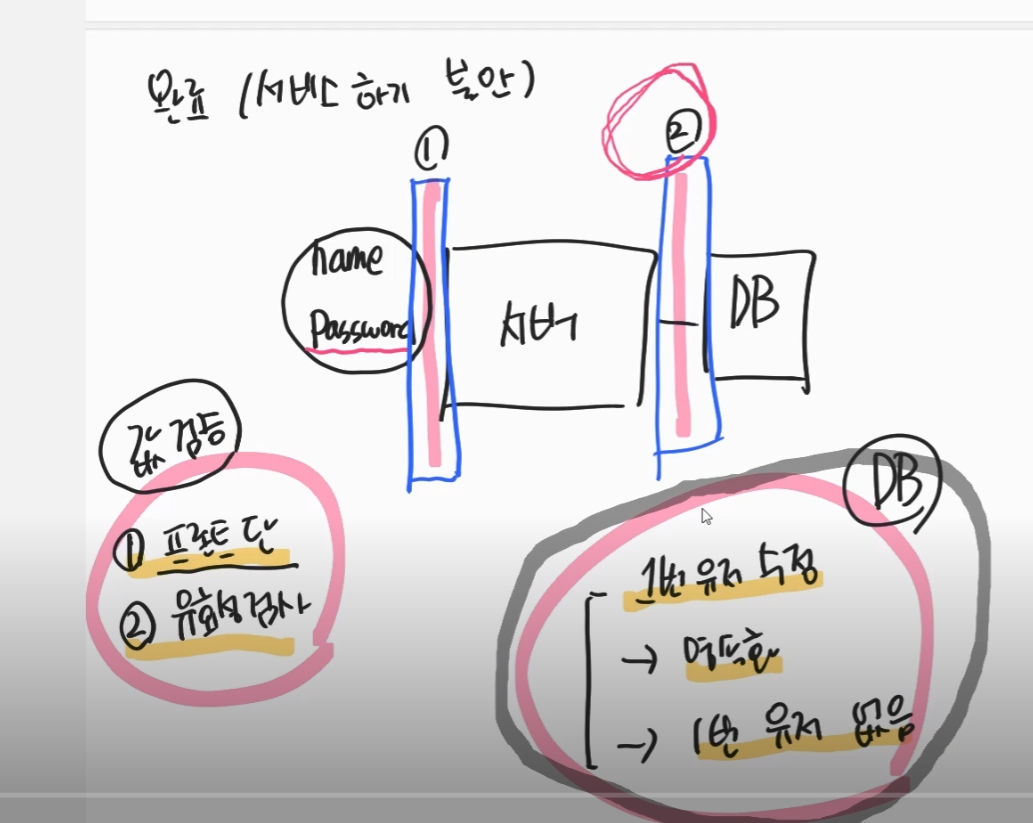 완료 (서비스 하기 불안)
①
②
name
Password
서버
DB
값 검증
① 프론트 단
② 유효성 검사
DB
1번 유저 수정
→ 영속화
→ 1번 유저 없음